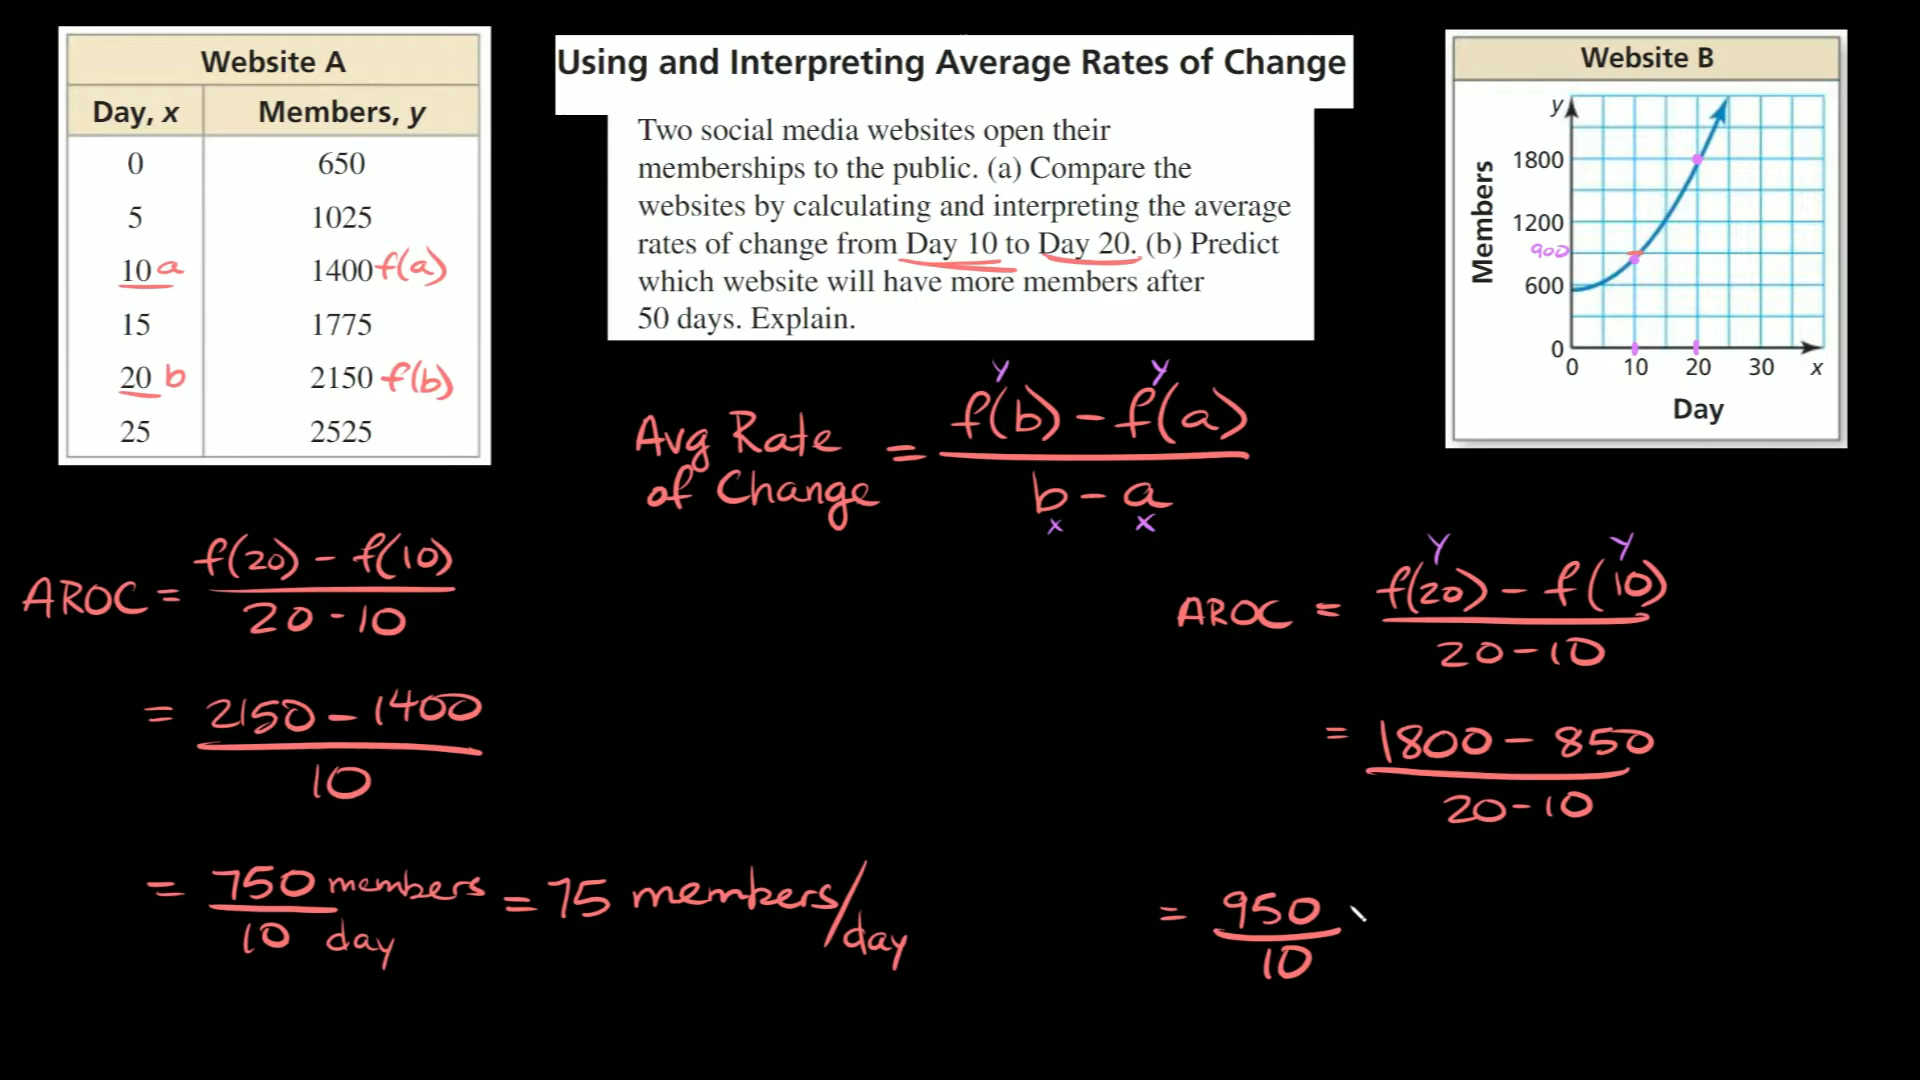 Website A
Day, x Members, y
0 650
5 1025
10 a 1400 f(a)
15 1775
20 b 2150 f(b)
25 2525
Using and Interpreting Average Rates of Change
Two social media websites open their
memberships to the public. (a) Compare the
websites by calculating and interpreting the average
rates of change from Day 10 to Day 20. (b) Predict
which website will have more members after
50 days. Explain.
Website B
y
Members
1800
1200
900
600
0
0 10 20 30 x
Day
y y
Avg Rate of Change = f(b) - f(a)
b - a
x x
AROC = f(20) - f(10)
20 - 10
= 2150 - 1400
10
= 750 members = 75 members/day
10 day
y y
AROC = f(20) - f(10)
20 - 10
= 1800 - 850
20 - 10
= 950
10